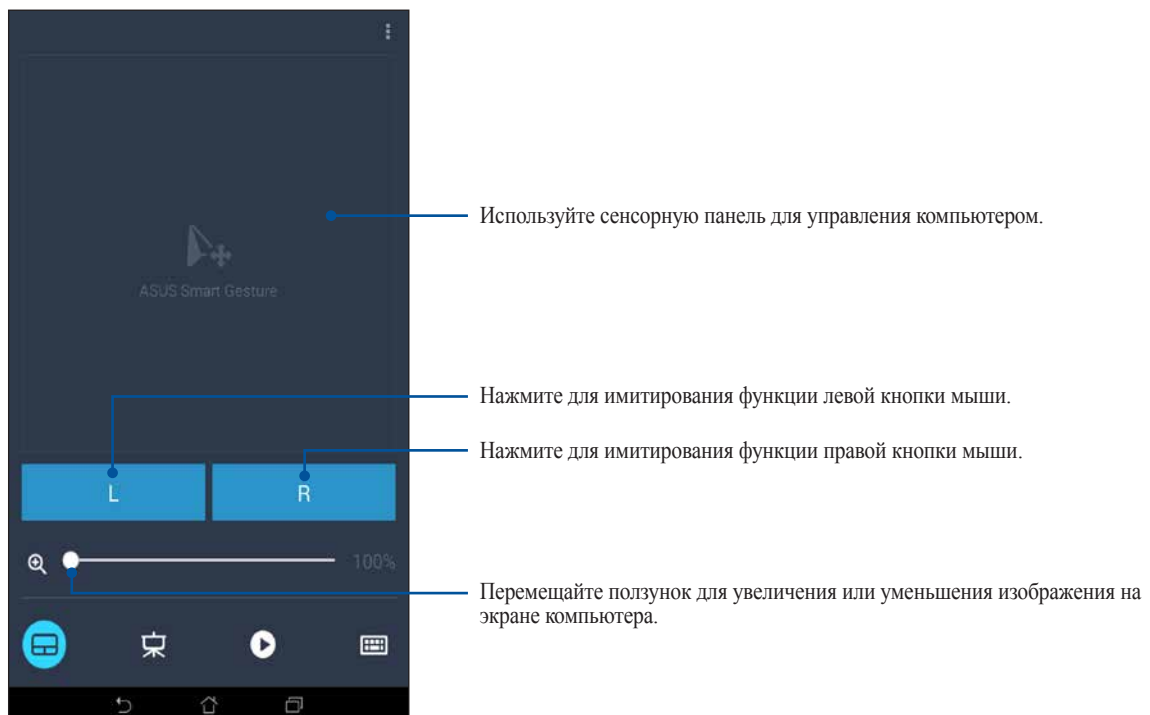 Используйте сенсорную панель для управления компьютером.
ASUS Smart Gesture
Нажмите для имитирования функции левой кнопки мыши.
Нажмите для имитирования функции правой кнопки мыши.
L
R
100%
Перемещайте ползунок для увеличения или уменьшения изображения на
экране компьютера.